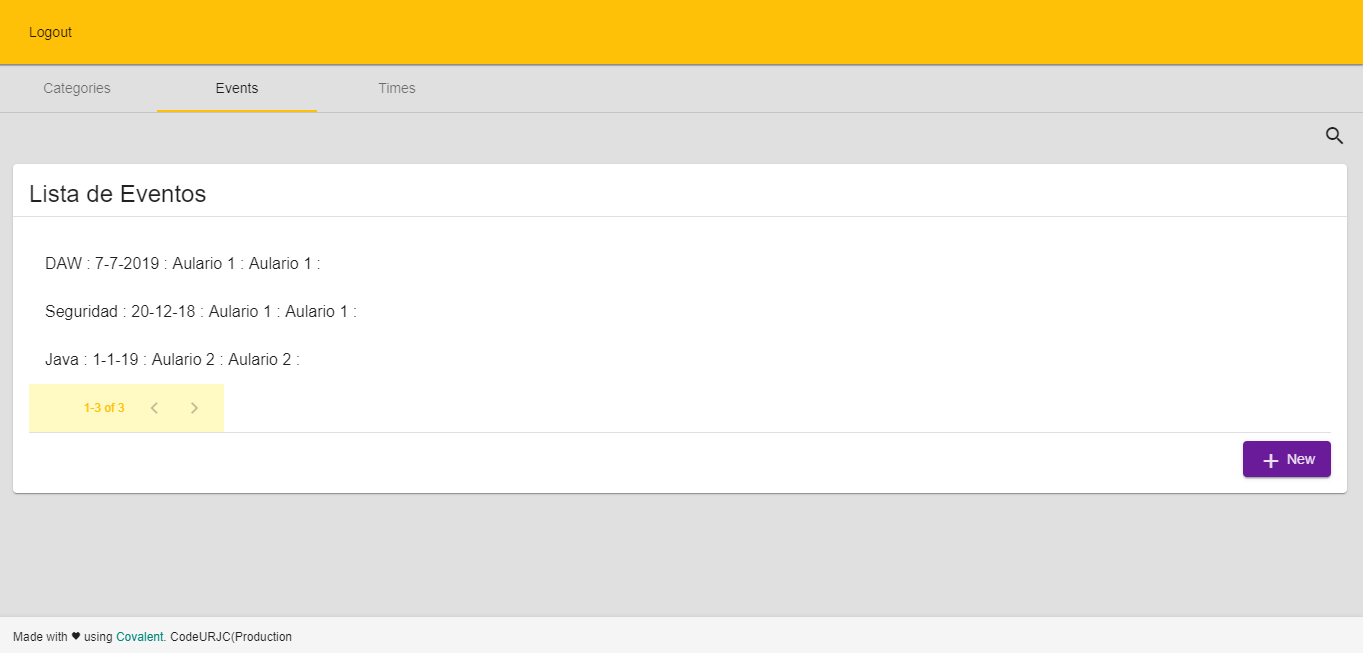 Logout
Categories Events Times
Lista de Eventos
DAW : 7-7-2019 : Aulario 1 : Aulario 1 :
Seguridad : 20-12-18 : Aulario 1 : Aulario 1 :
Java : 1-1-19 : Aulario 2 : Aulario 2 :
1-3 of 3
New
Made with ♥ using Covalent. CodeURJC(Production